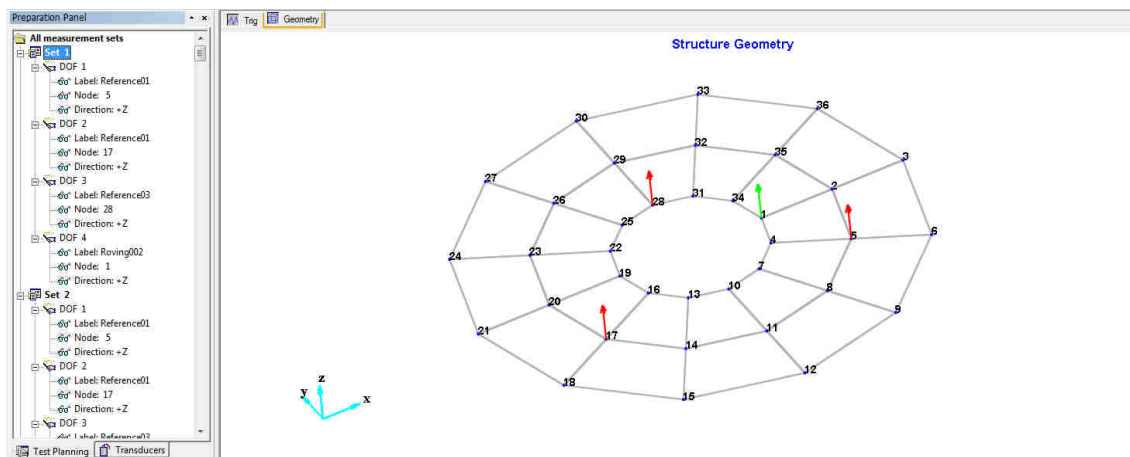 Preparation Panel
All measurement sets
Set 1
DOF 1
Label: Reference01
Node: 5
Direction: +Z
DOF 2
Label: Reference01
Node: 17
Direction: +Z
DOF 3
Label: Reference03
Node: 28
Direction: +Z
DOF 4
Label: Roving002
Node: 1
Direction: +Z
Set 2
DOF 1
Label: Reference01
Node: 5
Direction: +Z
DOF 2
Label: Reference01
Node: 17
Direction: +Z
DOF 3
Label: Reference03
Test Planning Transducers
Trig Geometry
Structure Geometry
33
36
30
32
35
3
29
27
2
28
31
34
26
1
25
5
6
4
24
23
22
7
19
8
16
10
13
20
9
11
21
17
14
12
18
15
z
y
x